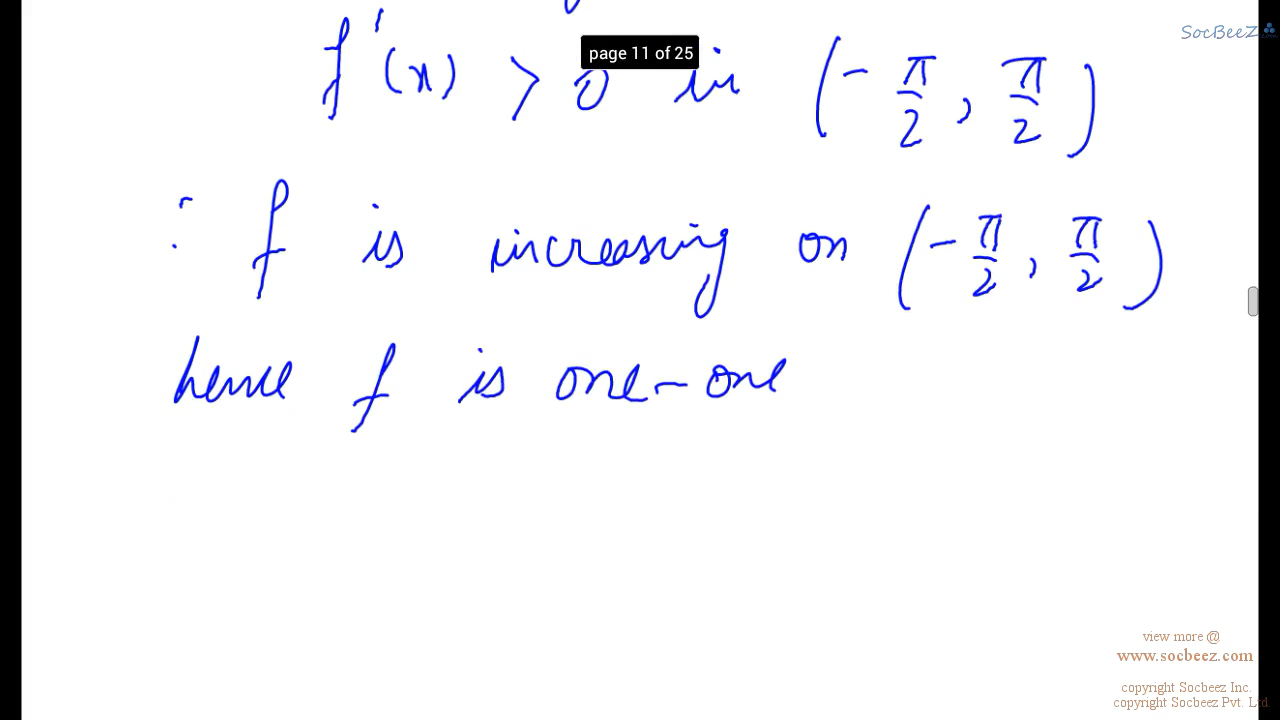 SocBeeZ
page 11 of 25
f'(x) > 0 in (-π/2, π/2)
∴ f is increasing on (-π/2, π/2)
hence f is one-one
view more @
www.socbeez.com
copyright Socbeez Inc.
copyright Socbeez Pvt. Ltd.